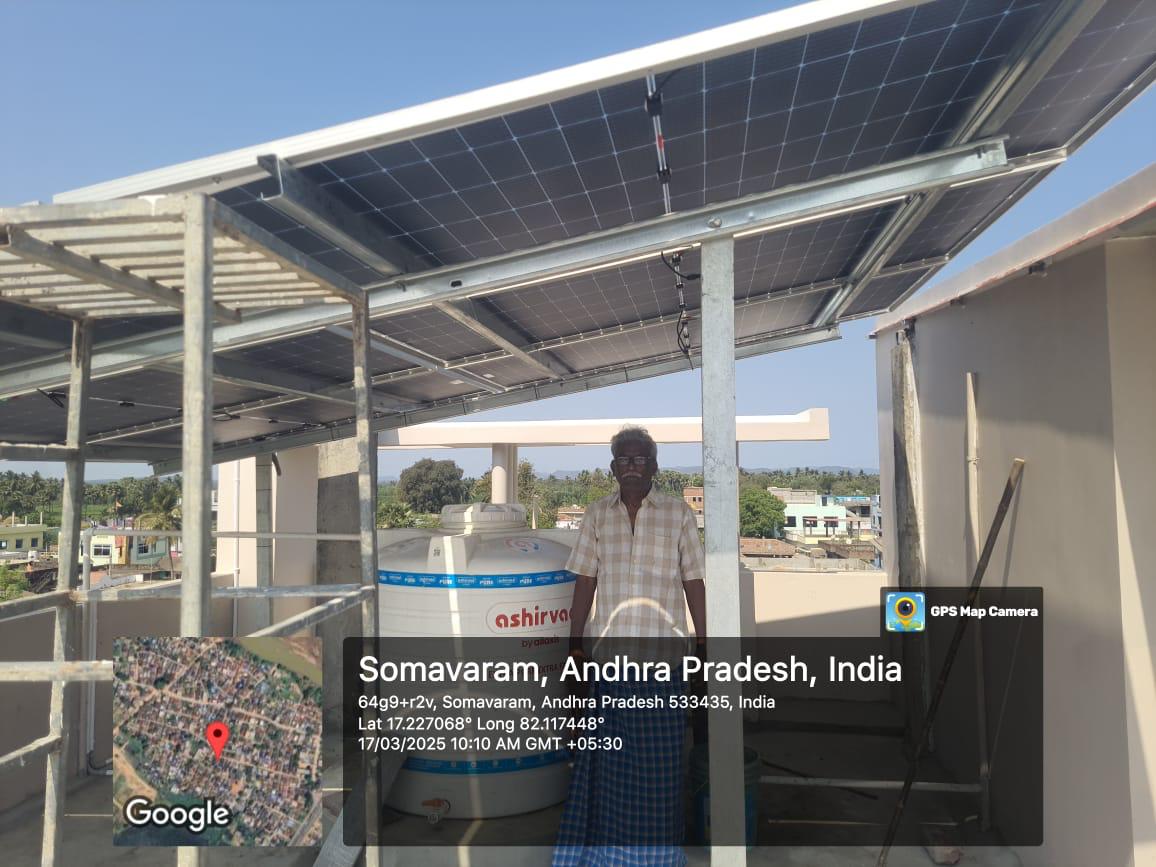 ashirva
by aliaxis
GPS Map Camera
Somavaram, Andhra Pradesh, India
64g9+r2v, Somavaram, Andhra Pradesh 533435, India
Lat 17.227068° Long 82.117448°
17/03/2025 10:10 AM GMT +05:30
Google